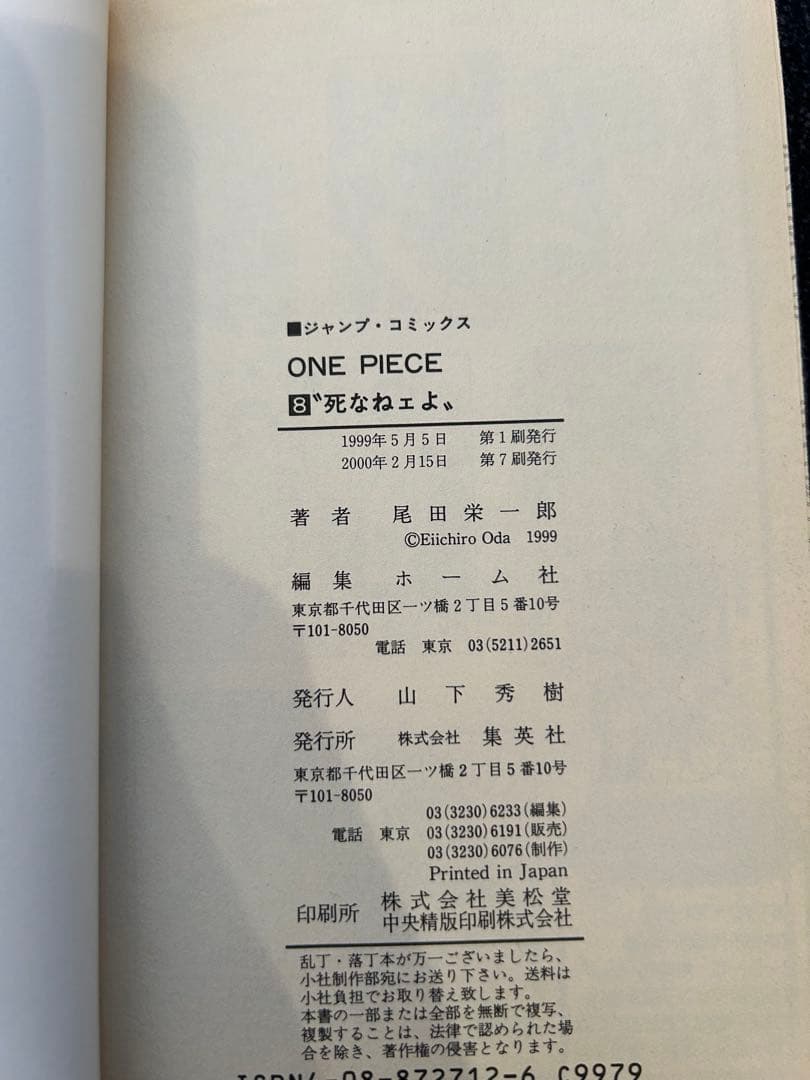 ■ジャンプ・コミックス
ONE PIECE
8〝死なねェよ〟
1999年5月5日 第1刷発行
2000年2月15日 第7刷発行
著者 尾田栄一郎
©Eiichiro Oda 1999
編集 ホーム社
東京都千代田区一ツ橋2丁目5番10号
〒101-8050
電話 東京 03(5211)2651
発行人 山下秀樹
発行所 株式会社 集英社
東京都千代田区一ツ橋2丁目5番10号
〒101-8050
03(3230)6233(編集)
電話 東京 03(3230)6191(販売)
03(3230)6076(制作)
Printed in Japan
印刷所 株式会社美松堂
中央精版印刷株式会社
乱丁・落丁本が万一ございましたら、
小社制作部宛にお送り下さい。送料は
小社負担でお取り替え致します。
本書の一部または全部を無断で複写、
複製することは、法律で認められた場
合を除き、著作権の侵害となります。
ISBN4-08-872712-6 C9979